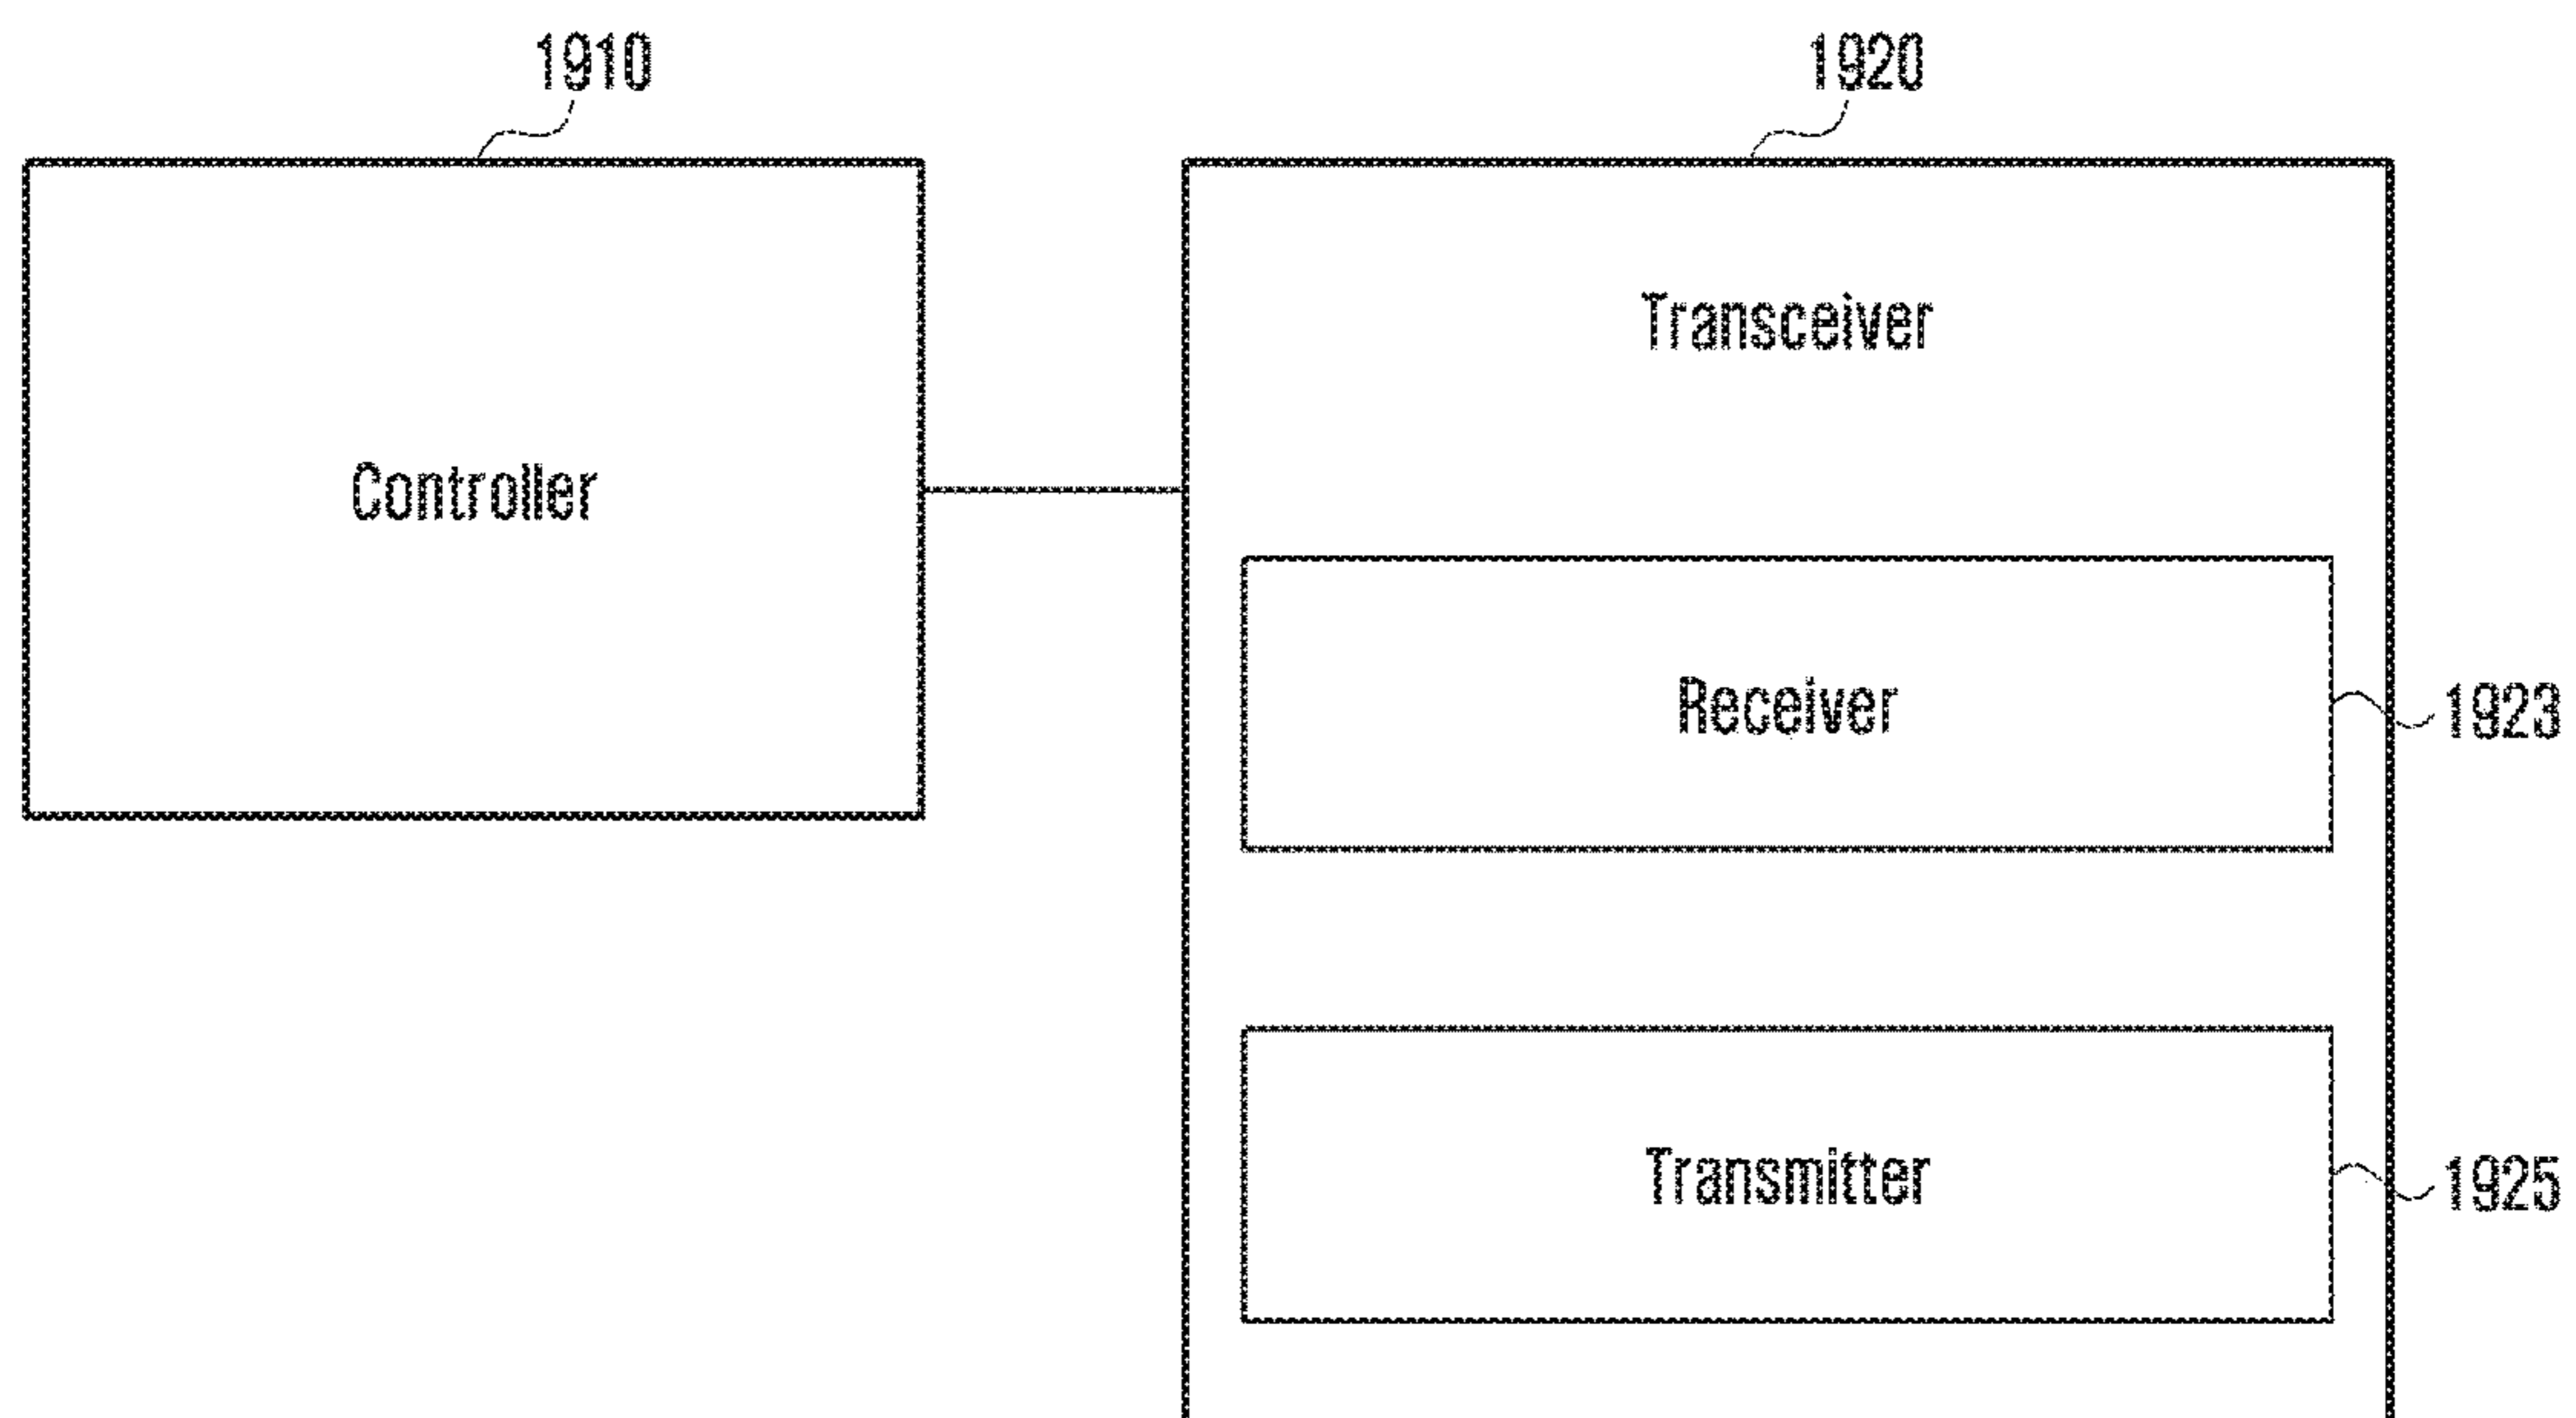 1910
1920
Transceiver
Controller
Receiver
1923
Transmitter
1925